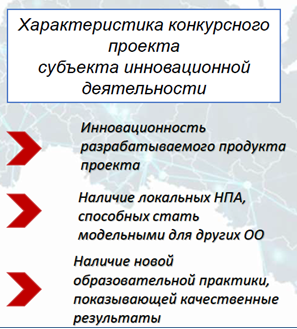 Характеристика конкурсного
проекта
субъекта инновационной
деятельности
Инновационность
разрабатываемого продукта
проекта
Наличие локальных НПА,
способных стать
модельными для других ОО
Наличие новой
образовательной практики,
показывающей качественные
результаты